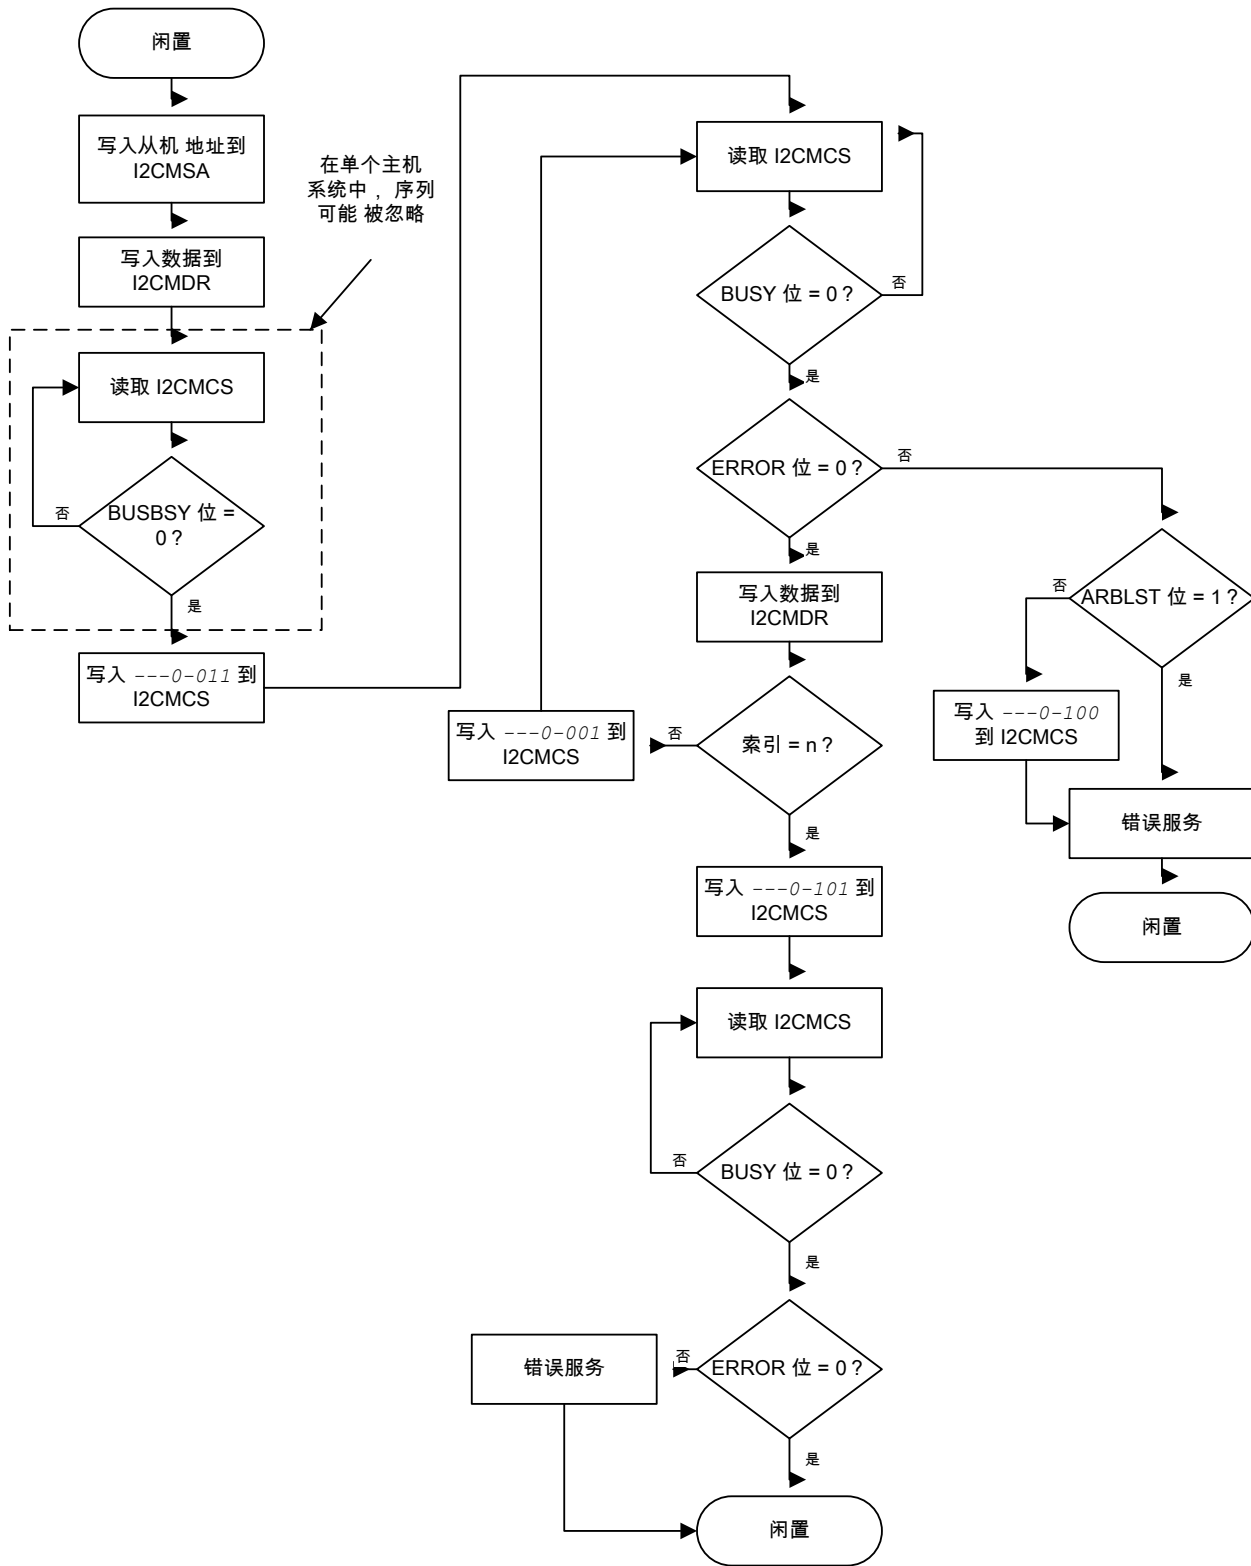 闲置
写入从机 地址到
I2CMSA
写入数据到
I2CMDR
在单个主机
系统中，序列
可能 被忽略
读取 I2CMCS
BUSBSY 位 =
0？
否
是
写入 ---0-011 到
I2CMCS
读取 I2CMCS
BUSY 位 = 0？
否
是
ERROR 位 = 0？
否
是
写入数据到
I2CMDR
索引 = n？
否
写入 ---0-001 到
I2CMCS
是
ARBLST 位 = 1？
否
是
写入 ---0-100
到 I2CMCS
错误服务
闲置
写入 ---0-101 到
I2CMCS
读取 I2CMCS
BUSY 位 = 0？
否
是
ERROR 位 = 0？
否
错误服务
是
闲置